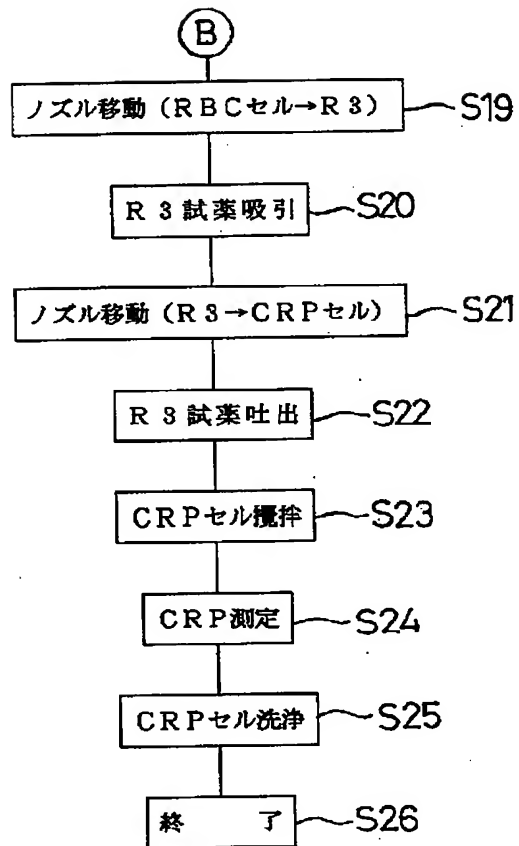 B
ノズル移動（RBCセル→R3） S19
R3試薬吸引 S20
ノズル移動（R3→CRPセル） S21
R3試薬吐出 S22
CRPセル攪拌 S23
CRP測定 S24
CRPセル洗浄 S25
終　了 S26